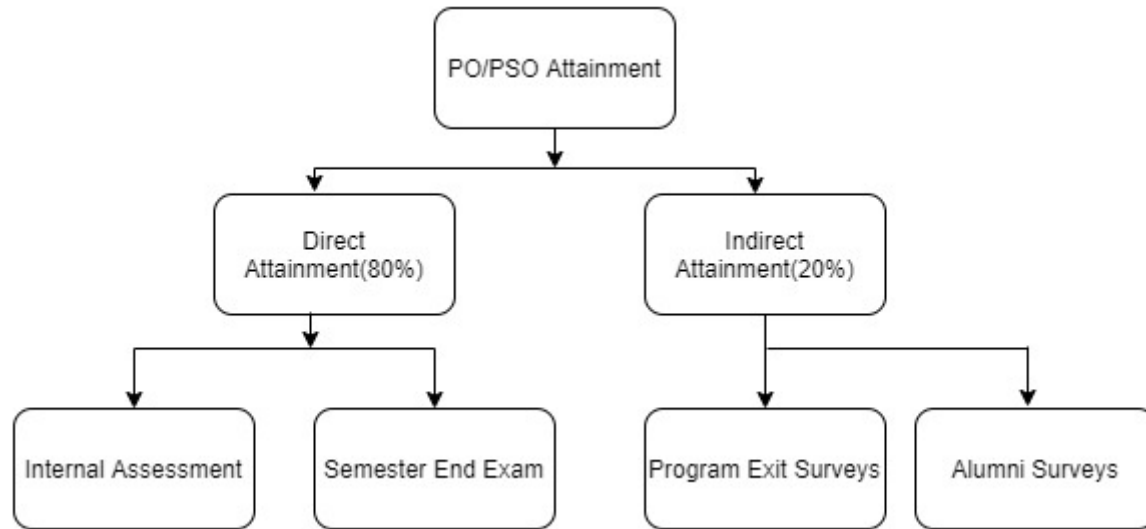 PO/PSO Attainment
Direct
Attainment(80%)
Indirect
Attainment(20%)
Internal Assessment
Semester End Exam
Program Exit Surveys
Alumni Surveys